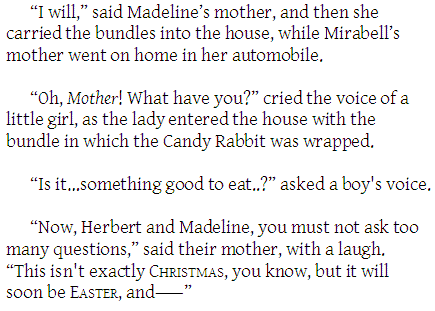 “I will,” said Madeline’s mother, and then she
carried the bundles into the house, while Mirabell’s
mother went on home in her automobile.
“Oh, Mother! What have you?” cried the voice of a
little girl, as the lady entered the house with the
bundle in which the Candy Rabbit was wrapped.
“Is it...something good to eat..?” asked a boy's voice.
“Now, Herbert and Madeline, you must not ask too
many questions,” said their mother, with a laugh.
“This isn't exactly CHRISTMAS, you know, but it will
soon be EASTER, and——”